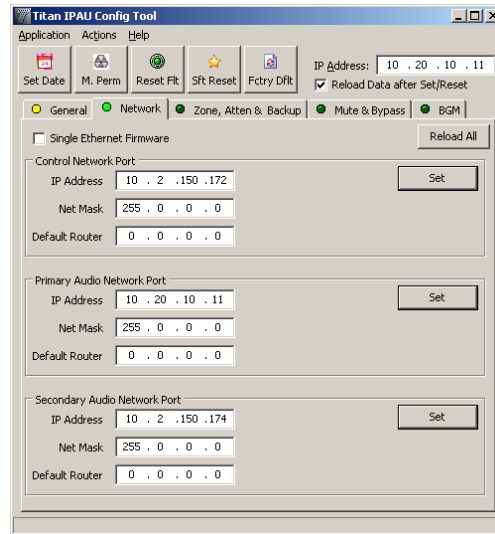 Titan IPAU Config Tool
Application Actions Help
Set Date M. Perm Reset Flt Sft Reset Fctry Dflt
IP Address: 10 . 20 . 10 . 11
Reload Data after Set/Reset
General Network Zone, Atten & Backup Mute & Bypass BGM
Single Ethernet Firmware Reload All
Control Network Port
IP Address 10 . 2 .150 .172 Set
Net Mask 255 . 0 . 0 . 0
Default Router 0 . 0 . 0 . 0
Primary Audio Network Port
IP Address 10 . 20 . 10 . 11 Set
Net Mask 255 . 0 . 0 . 0
Default Router 0 . 0 . 0 . 0
Secondary Audio Network Port
IP Address 10 . 2 .150 .174 Set
Net Mask 255 . 0 . 0 . 0
Default Router 0 . 0 . 0 . 0